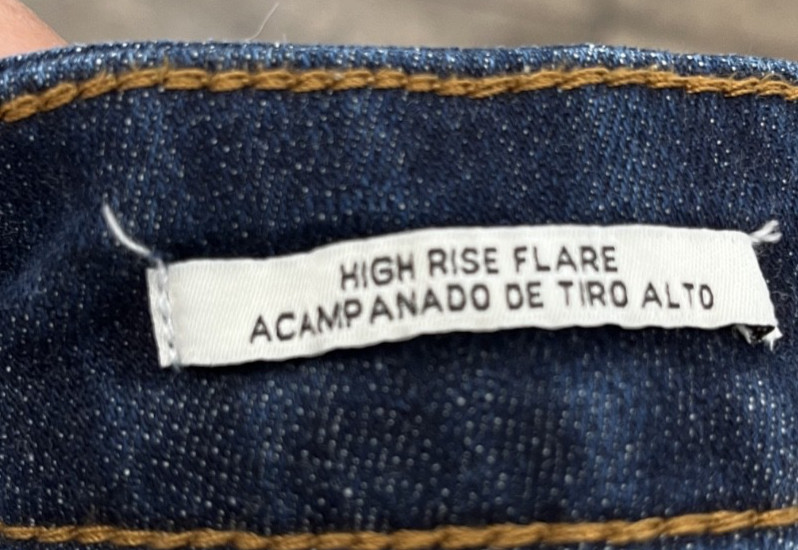 HIGH RISE FLARE
ACAMPANADO DE TIRO ALTO